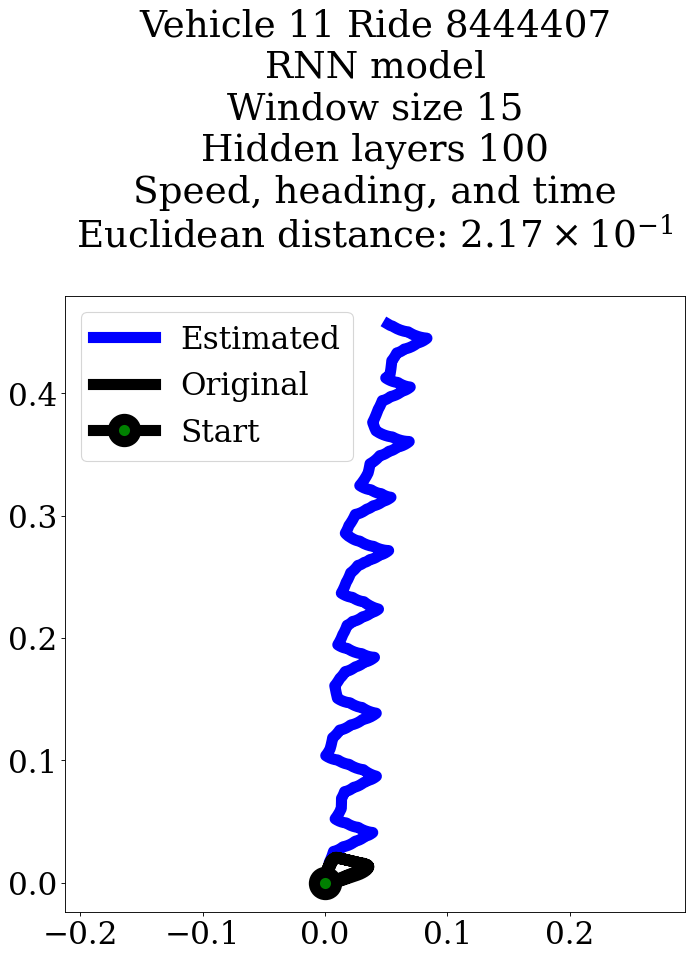 Vehicle 11 Ride 8444407
RNN model
Window size 15
Hidden layers 100
Speed, heading, and time
Euclidean distance: 2.17 × 10⁻¹
Estimated
Original
Start
0.4
0.3
0.2
0.1
0.0
−0.2 −0.1 0.0 0.1 0.2